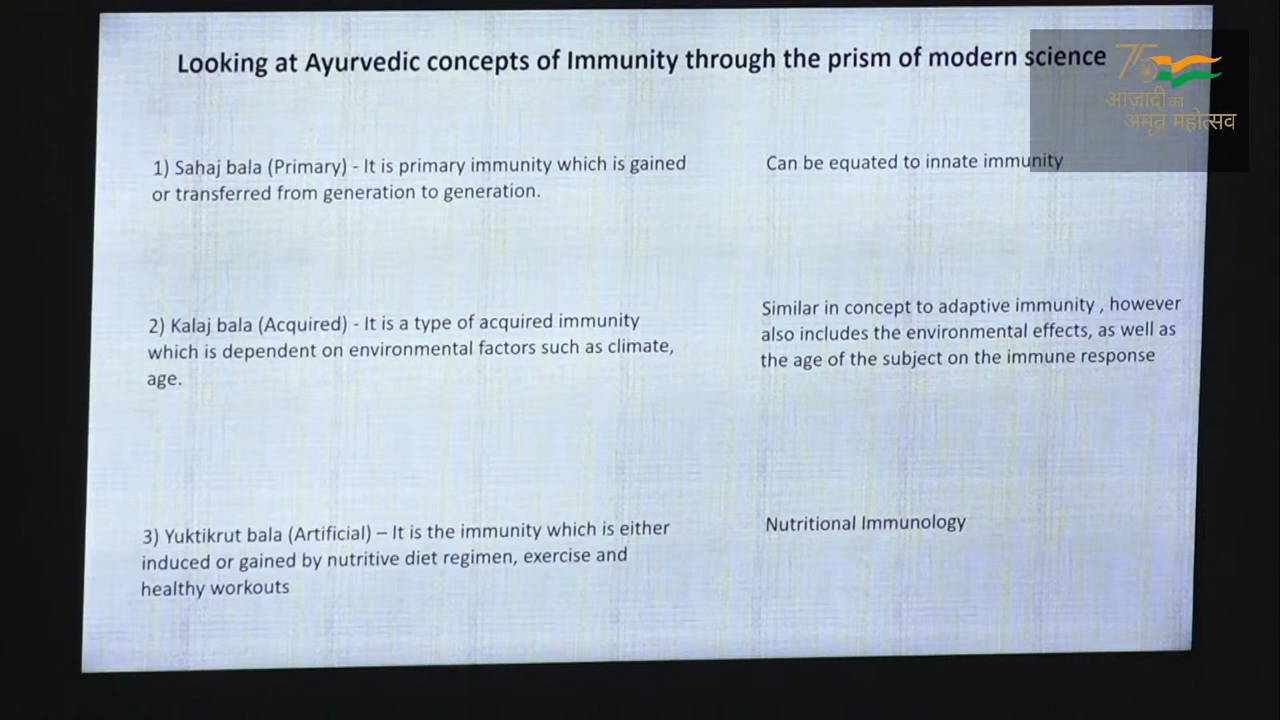 Looking at Ayurvedic concepts of Immunity through the prism of modern science
75
आज़ादी का
अमृत महोत्सव
1) Sahaj bala (Primary) - It is primary immunity which is gained
or transferred from generation to generation.
Can be equated to innate immunity
2) Kalaj bala (Acquired) - It is a type of acquired immunity
which is dependent on environmental factors such as climate,
age.
Similar in concept to adaptive immunity , however
also includes the environmental effects, as well as
the age of the subject on the immune response
3) Yuktikrut bala (Artificial) – It is the immunity which is either
induced or gained by nutritive diet regimen, exercise and
healthy workouts
Nutritional Immunology